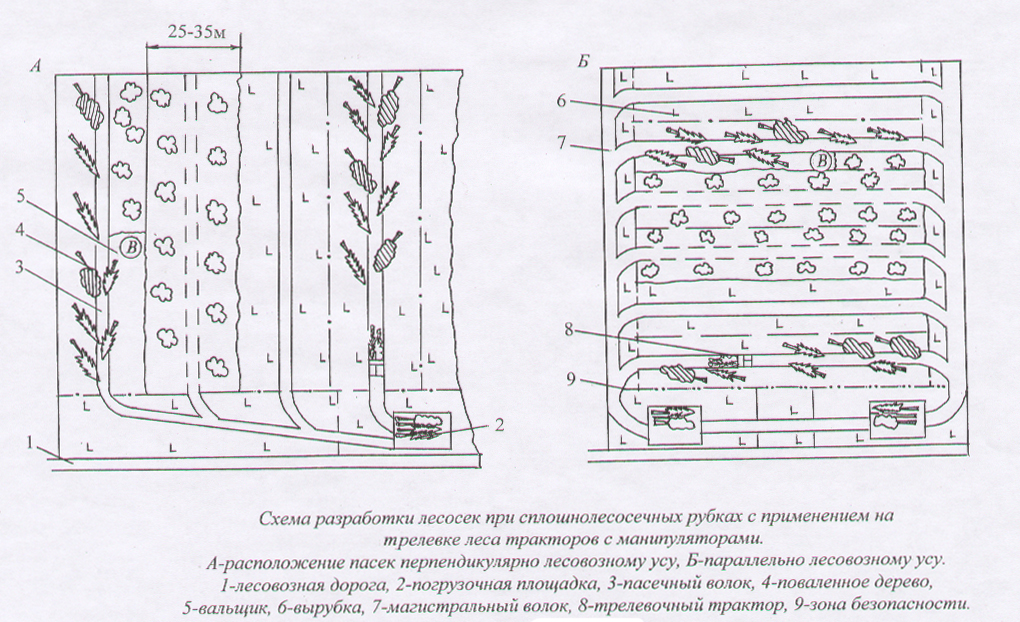 25-35м
А
Б
6
7
5
4
3
В
В
8
9
2
1
Схема разработки лесосек при сплошнолесосечных рубках с применением на
трелевке леса тракторов с манипуляторами.
А-расположение пасек перпендикулярно лесовозному усу, Б-параллельно лесовозному усу.
1-лесовозная дорога, 2-погрузочная площадка, 3-пасечный волок, 4-поваленное дерево,
5-вальщик, 6-вырубка, 7-магистральный волок, 8-трелевочный трактор, 9-зона безопасности.